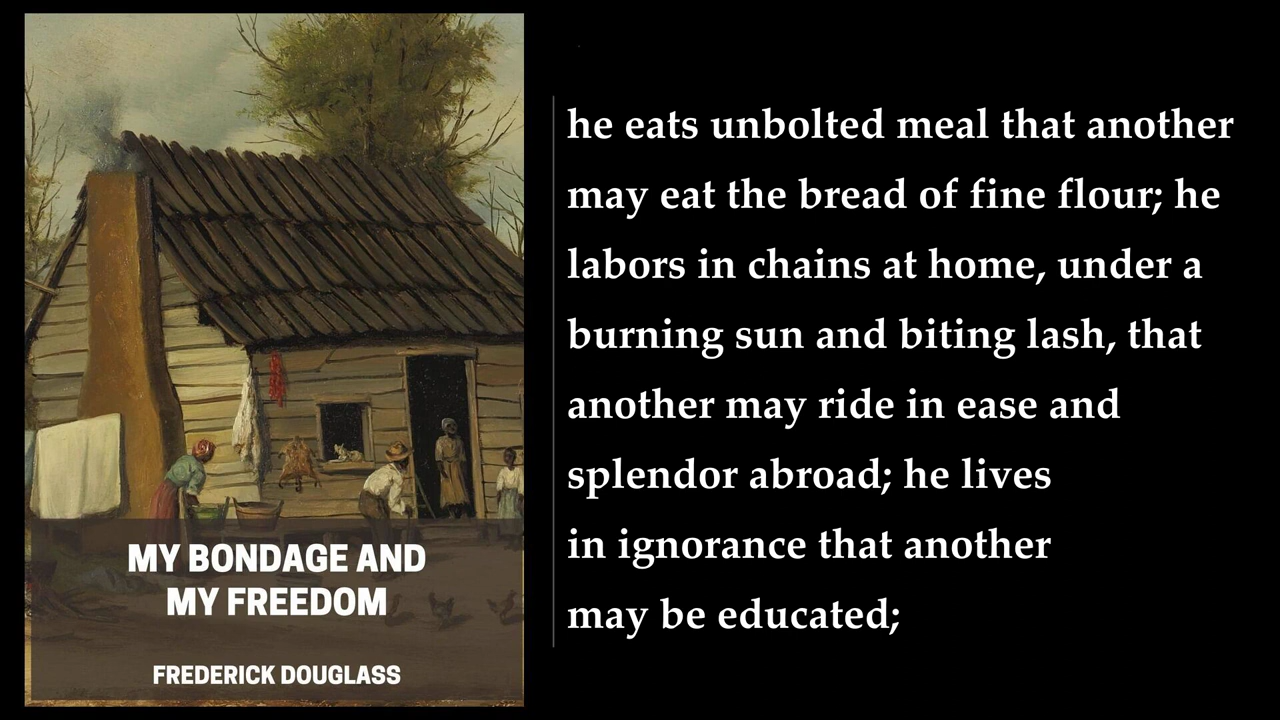 MY BONDAGE AND
MY FREEDOM
FREDERICK DOUGLASS
he eats unbolted meal that another
may eat the bread of fine flour; he
labors in chains at home, under a
burning sun and biting lash, that
another may ride in ease and
splendor abroad; he lives
in ignorance that another
may be educated;